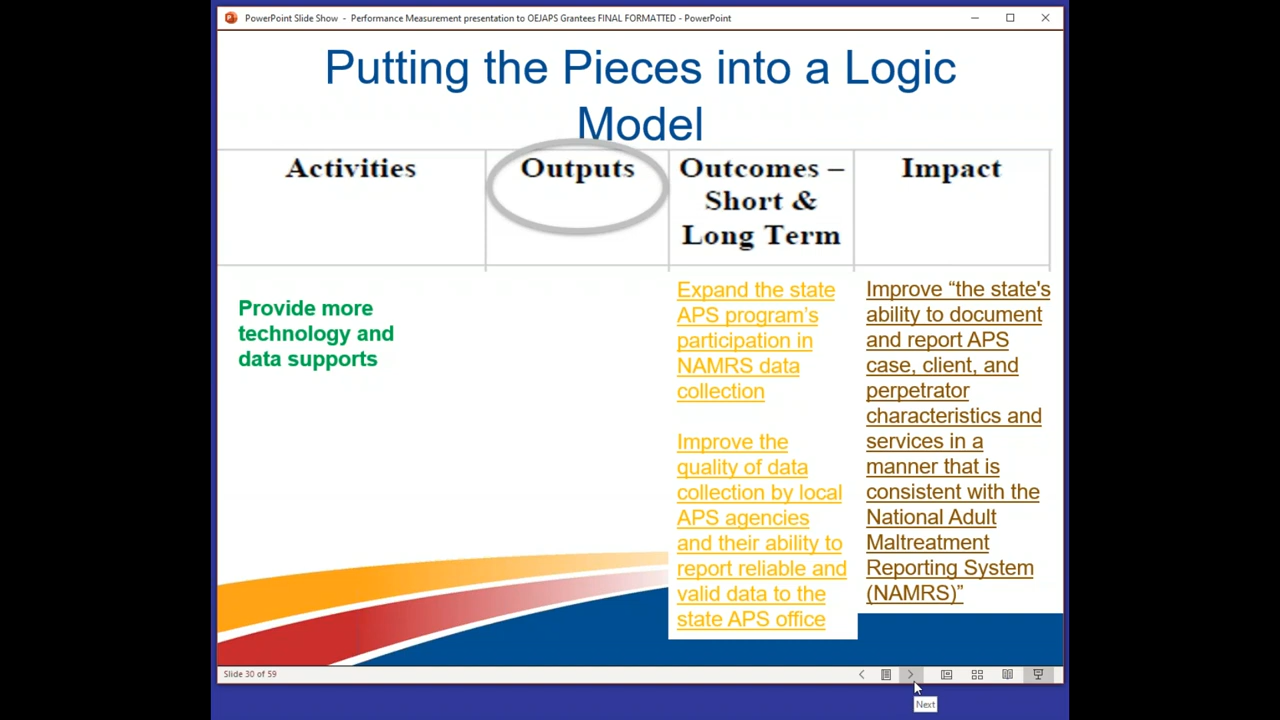 PowerPoint Slide Show - Performance Measurement presentation to OEJAPS Grantees FINAL FORMATTED - PowerPoint
Putting the Pieces into a Logic
Model
Activities
Outputs
Outcomes –
Short &
Long Term
Impact
Provide more
technology and
data supports
Expand the state
APS program’s
participation in
NAMRS data
collection
Improve the
quality of data
collection by local
APS agencies
and their ability to
report reliable and
valid data to the
state APS office
Improve “the state's
ability to document
and report APS
case, client, and
perpetrator
characteristics and
services in a
manner that is
consistent with the
National Adult
Maltreatment
Reporting System
(NAMRS)”
Slide 30 of 59
Next